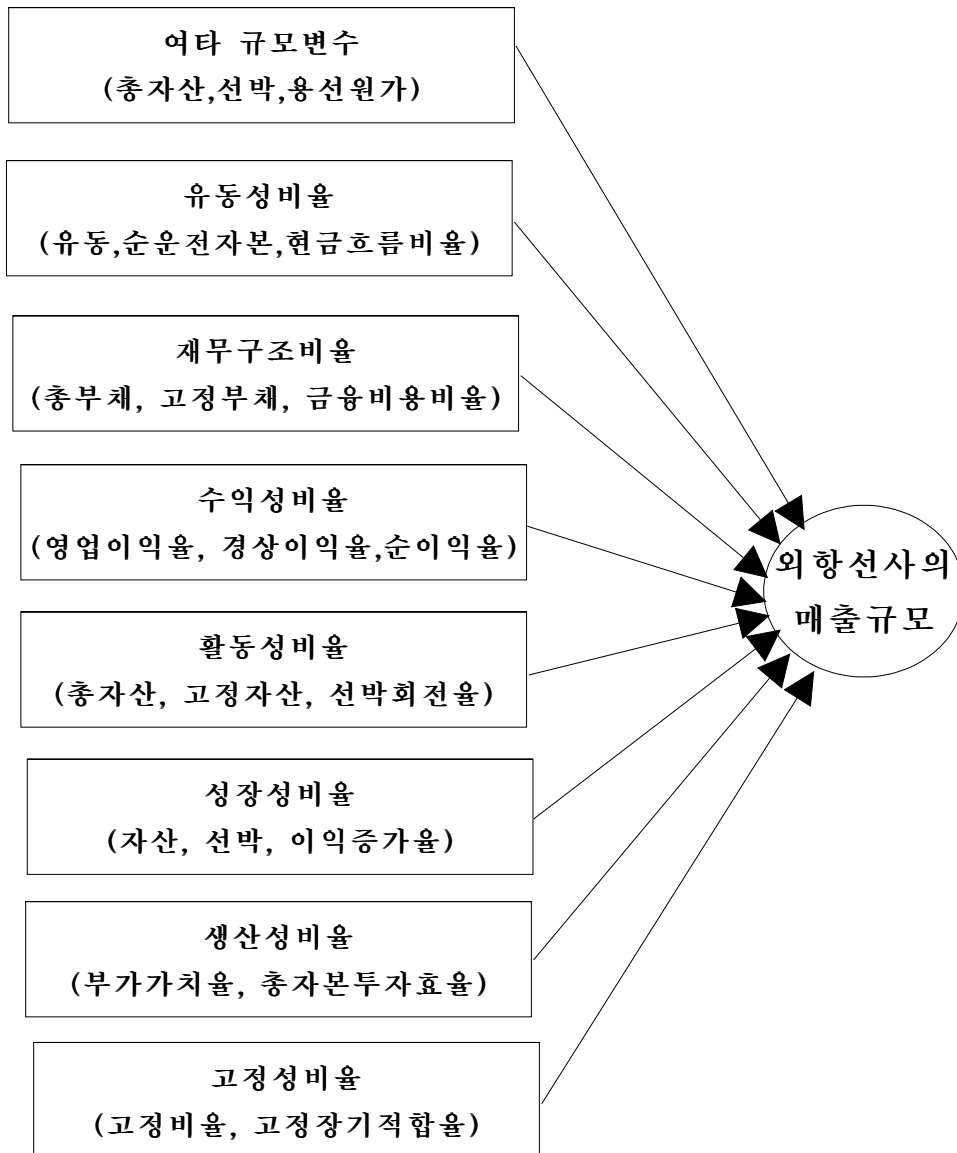 여타 규모변수
(총자산,선박,용선원가)
유동성비율
(유동,순운전자본,현금흐름비율)
재무구조비율
(총부채, 고정부채, 금융비용비율)
수익성비율
(영업이익율, 경상이익율,순이익율)
활동성비율
(총자산, 고정자산, 선박회전율)
성장성비율
(자산, 선박, 이익증가율)
생산성비율
(부가가치율, 총자본투자효율)
고정성비율
(고정비율, 고정장기적합율)
외항선사의
매출규모